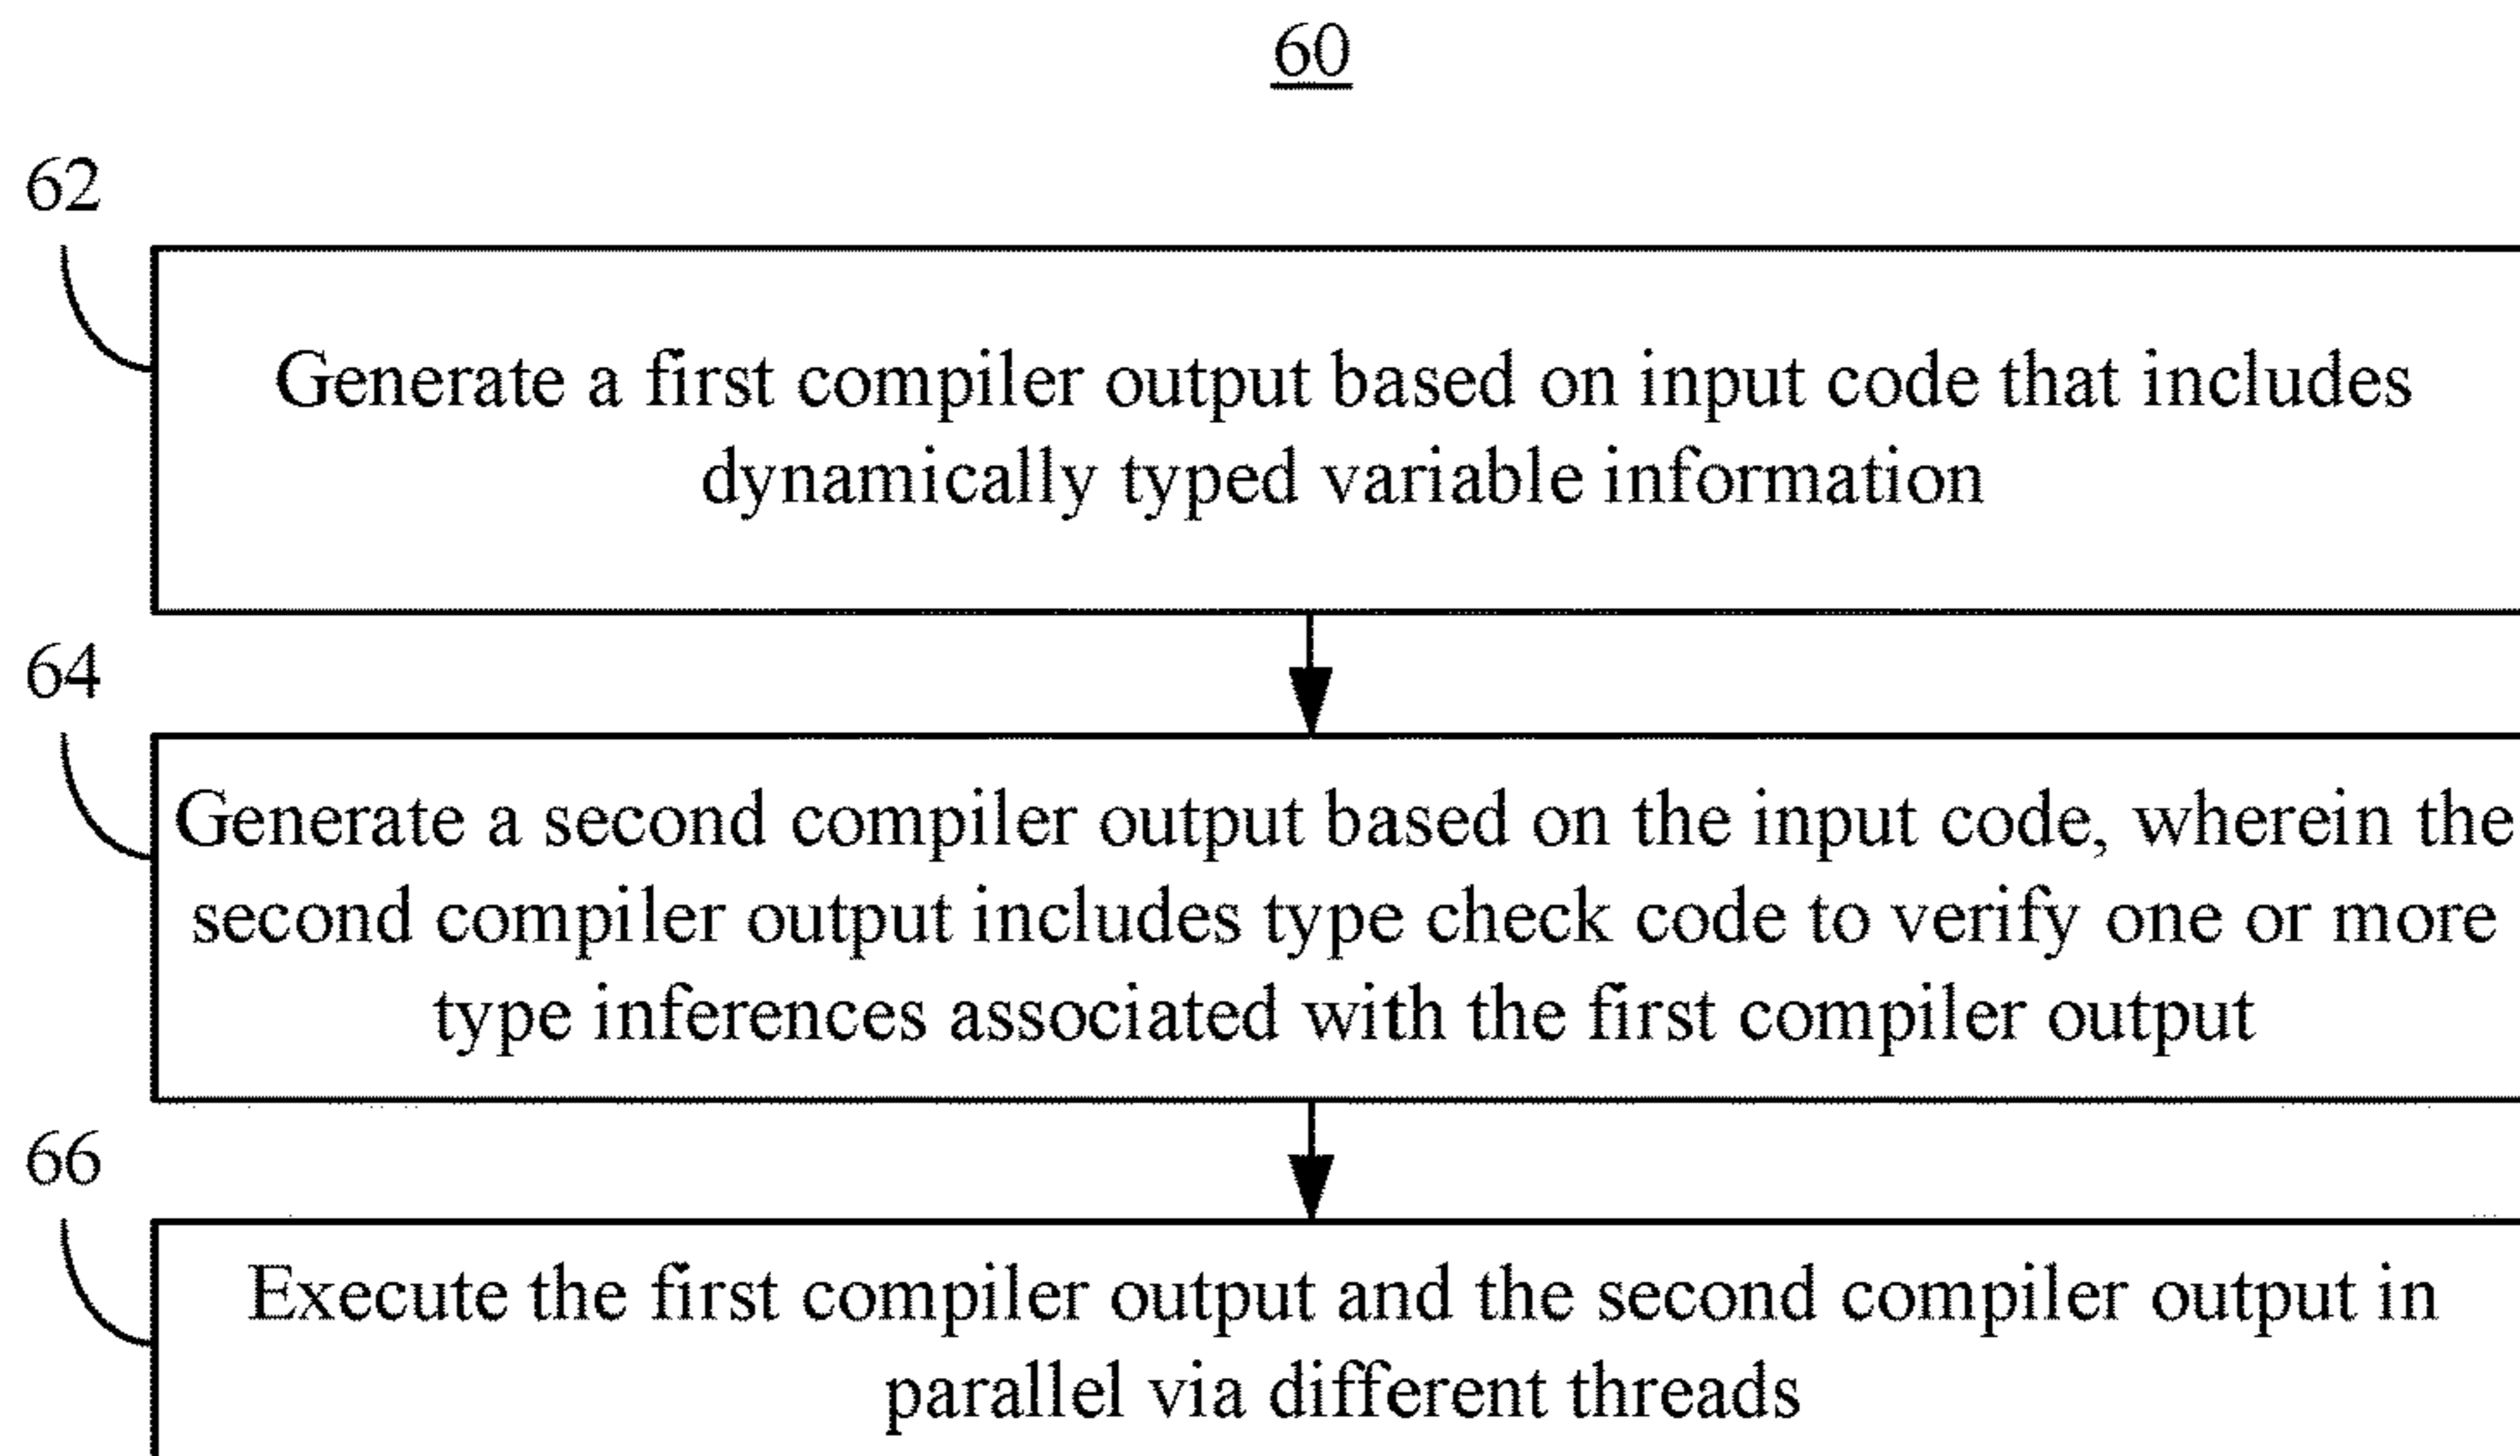 60
62
Generate a first compiler output based on input code that includes
dynamically typed variable information
64
Generate a second compiler output based on the input code, wherein the
second compiler output includes type check code to verify one or more
type inferences associated with the first compiler output
66
Execute the first compiler output and the second compiler output in
parallel via different threads